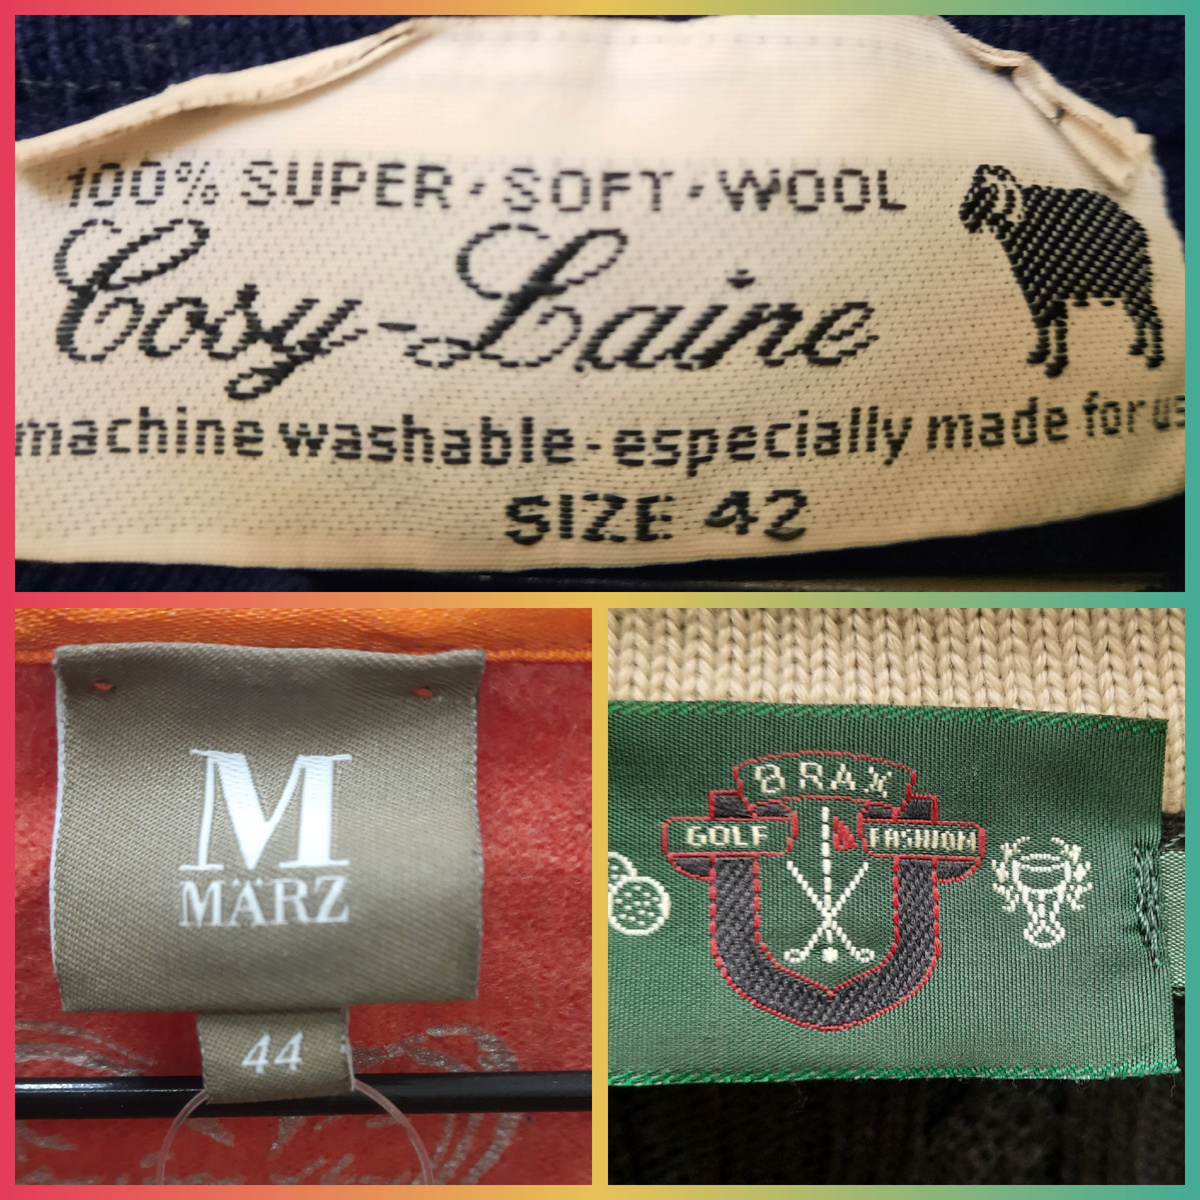 100% SUPER·SOFT·WOOL
Cosy-Laine
machine washable-especially made for us
SIZE 42
M
MÄRZ
44
BRAX
GOLF FASHION